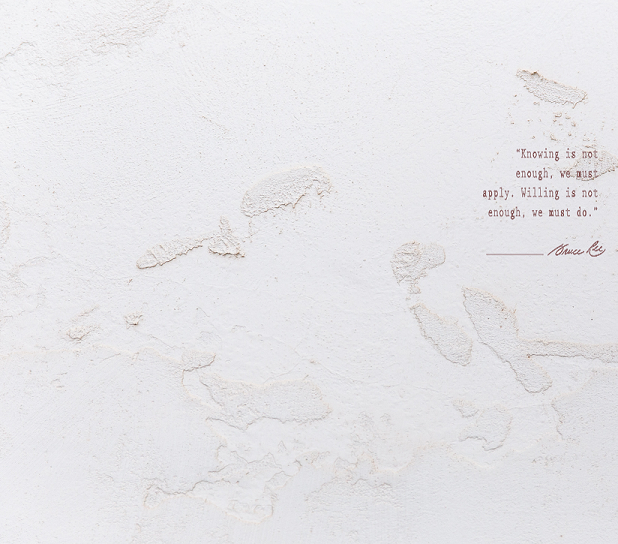 "Knowing is not
enough, we must
apply. Willing is not
enough, we must do."
Bruce Lee